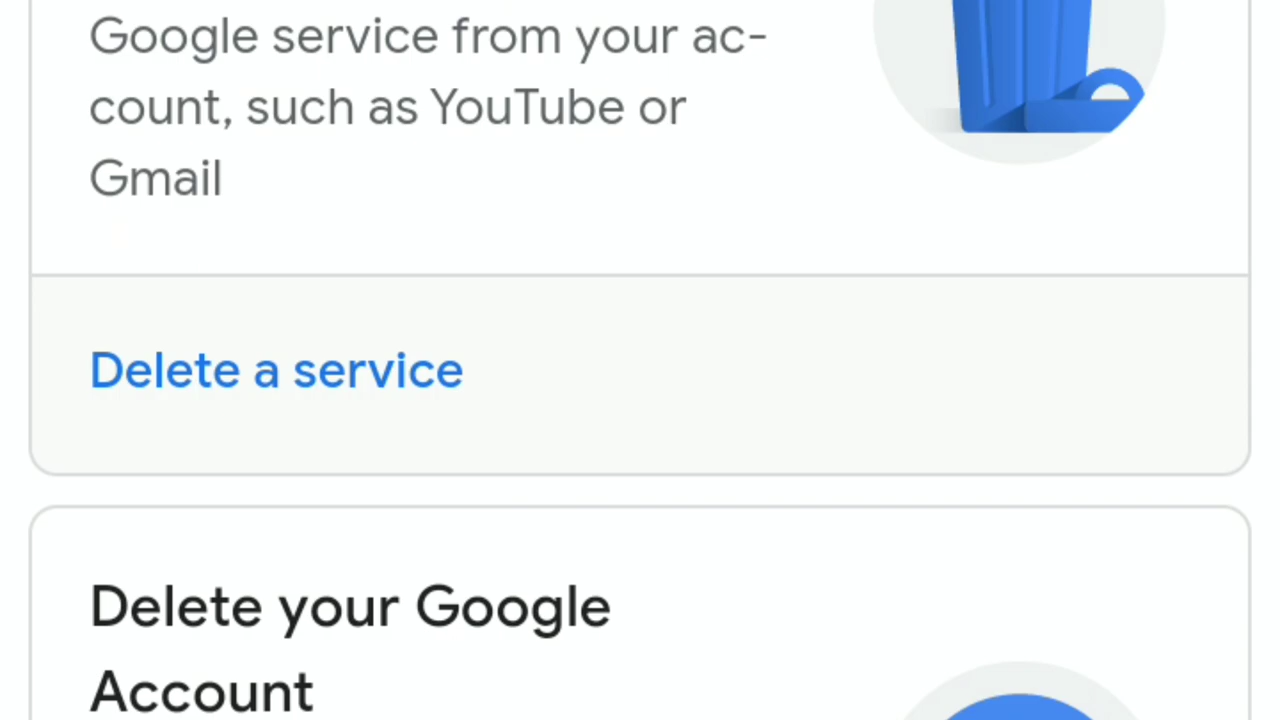 Google service from your ac-
count, such as YouTube or
Gmail
Delete a service
Delete your Google
Account